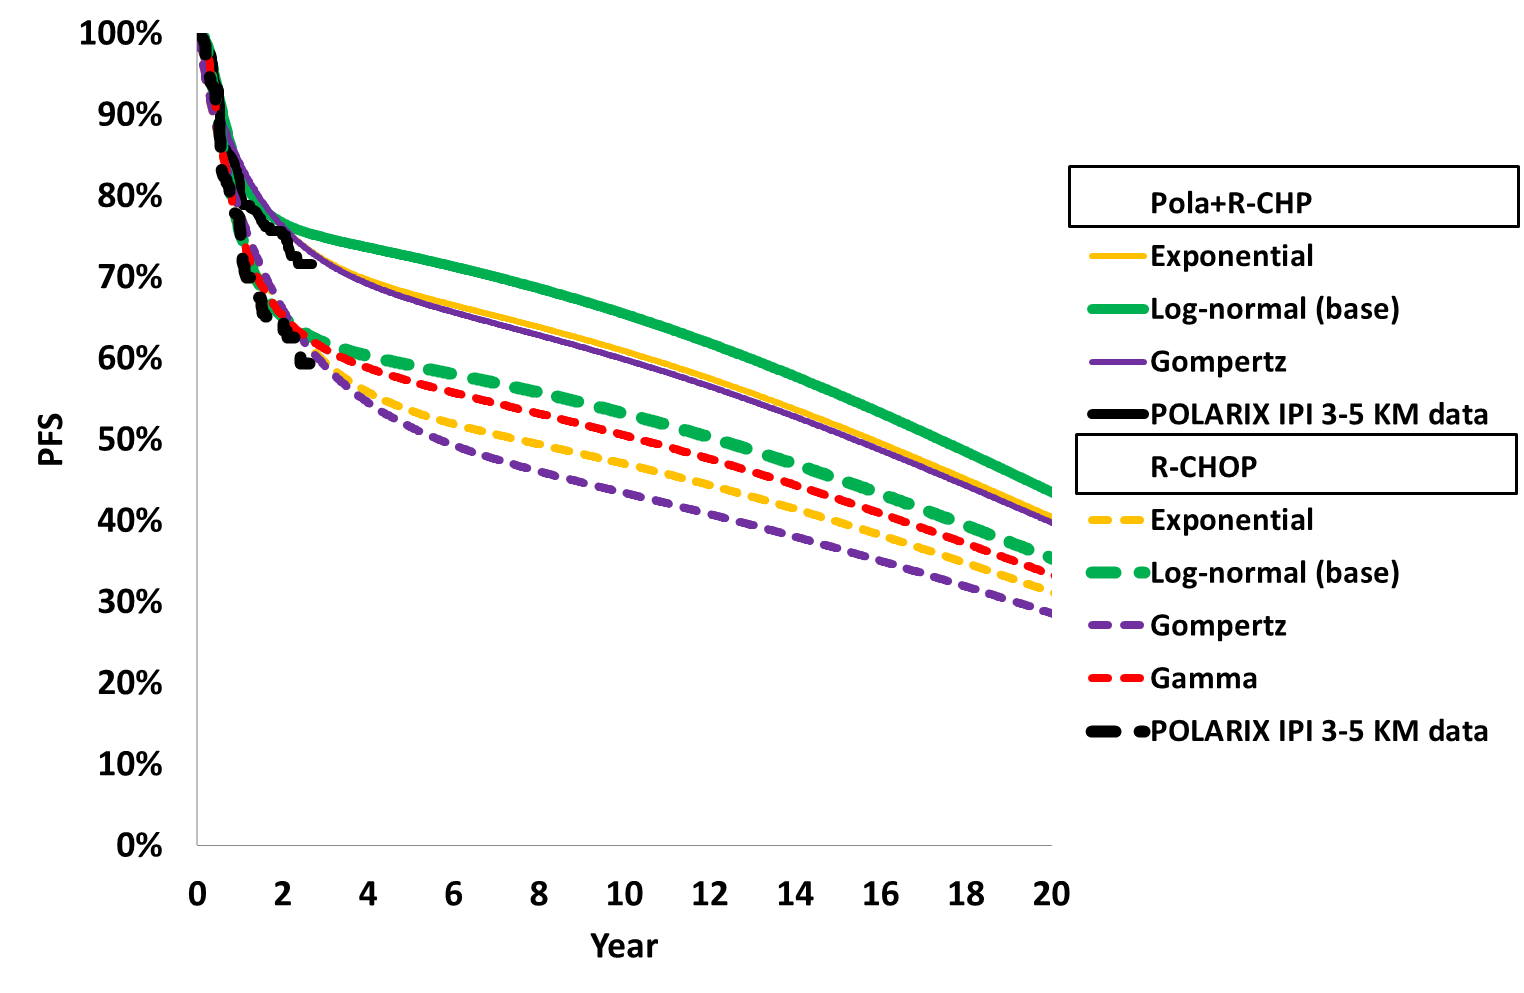 100%
90%
80%
70%
60%
50%
40%
30%
20%
10%
0%
PFS
0 2 4 6 8 10 12 14 16 18 20
Year
Pola+R-CHP
Exponential
Log-normal (base)
Gompertz
POLARIX IPI 3-5 KM data
R-CHOP
Exponential
Log-normal (base)
Gompertz
Gamma
POLARIX IPI 3-5 KM data